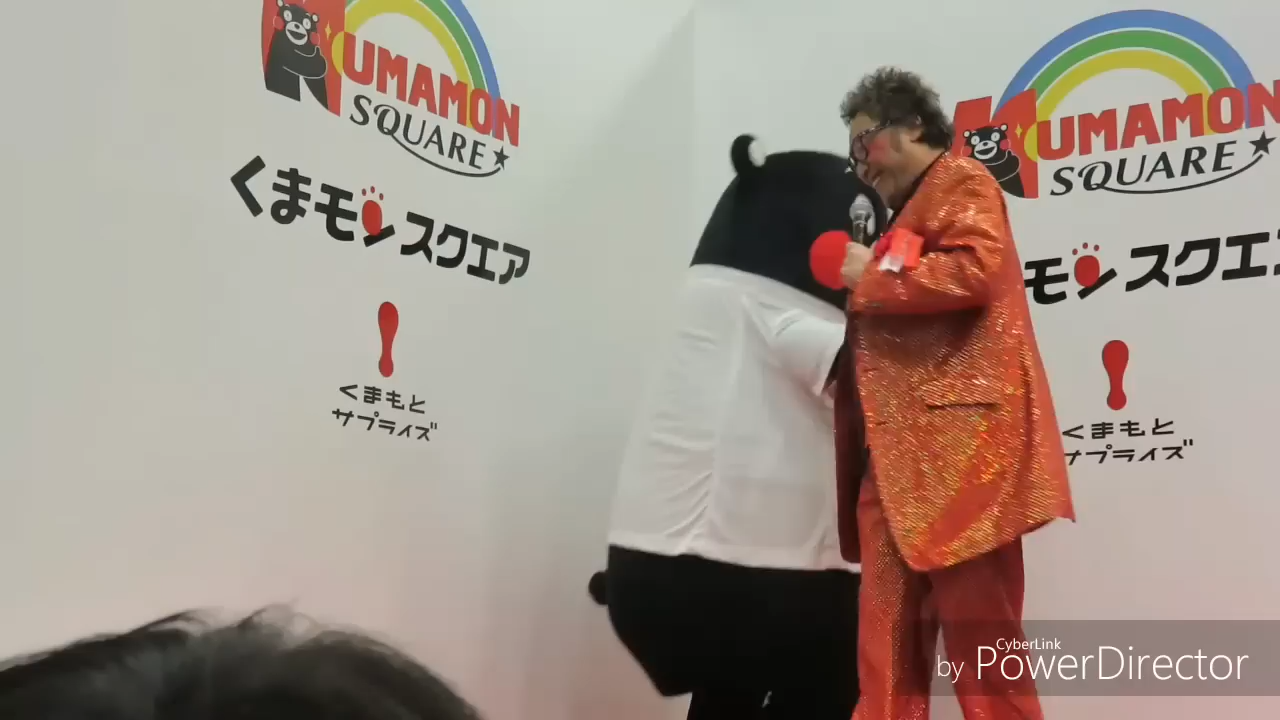 KUMAMON
SQUARE
くまモンスクエア
くまもと
サプライズ
KUMAMON
SQUARE
モンスクエ
くまもと
サプライズ
CyberLink
by PowerDirector